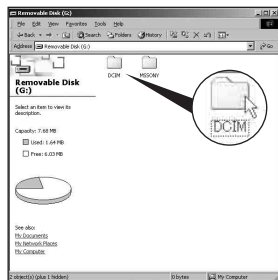 Removable Disk (G:)
File Edit View Favorites Tools Help
Back Search Folders History
Address Removable Disk (G:) Go
DCIM MSSONY
Removable Disk
(G:)
Select an item to view its
description.
Capacity: 7.68 MB
Used: 1.64 MB
Free: 6.03 MB
DCIM
See also:
My Documents
My Network Places
My Computer
2 object(s) (plus 1 hidden) 0 bytes My Computer